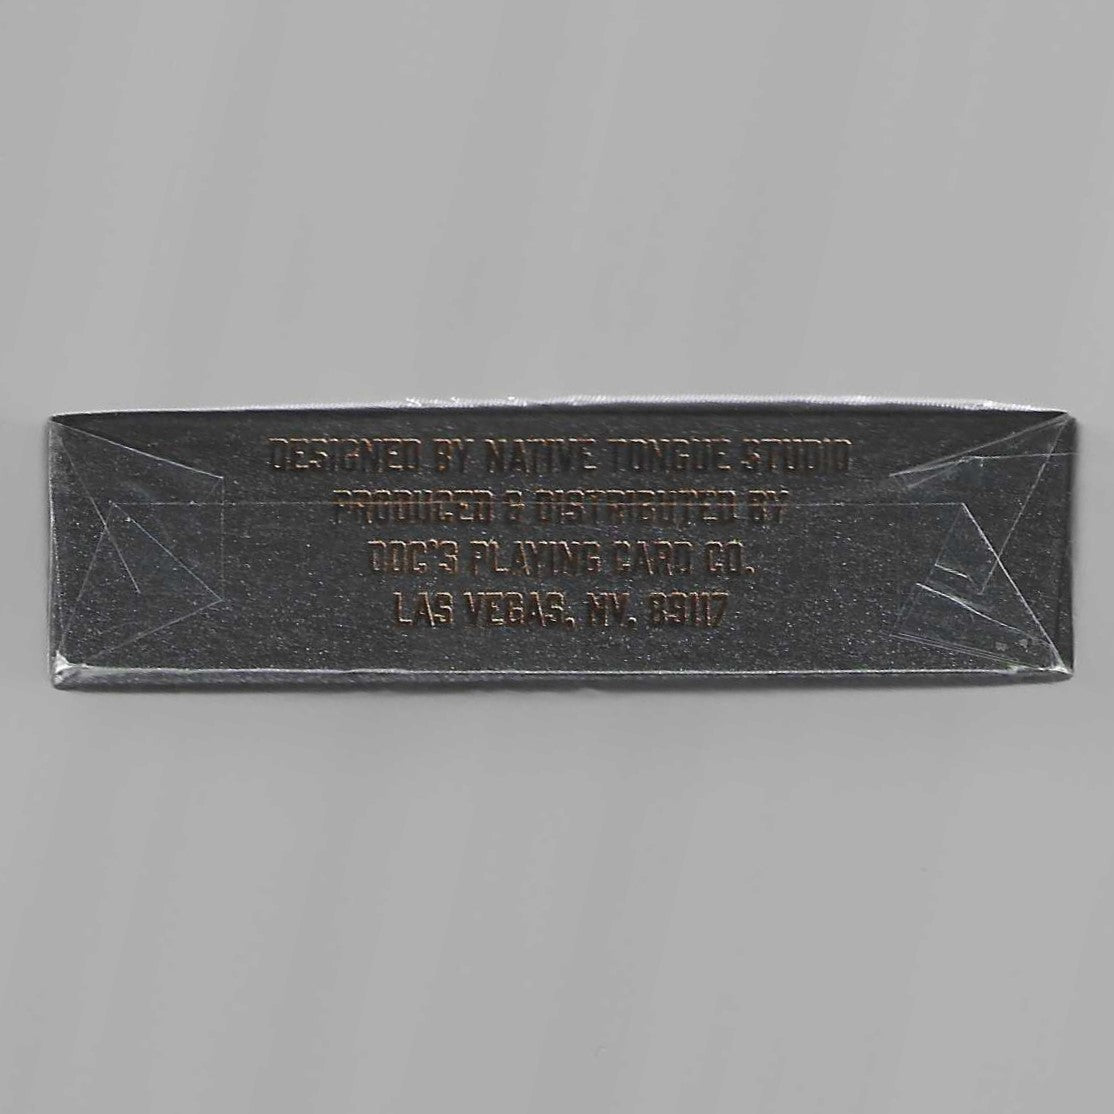 DESIGNED BY NATIVE TONGUE STUDIO
PRODUCED & DISTRIBUTED BY
DOC'S PLAYING CARD CO.
LAS VEGAS, NV. 89117